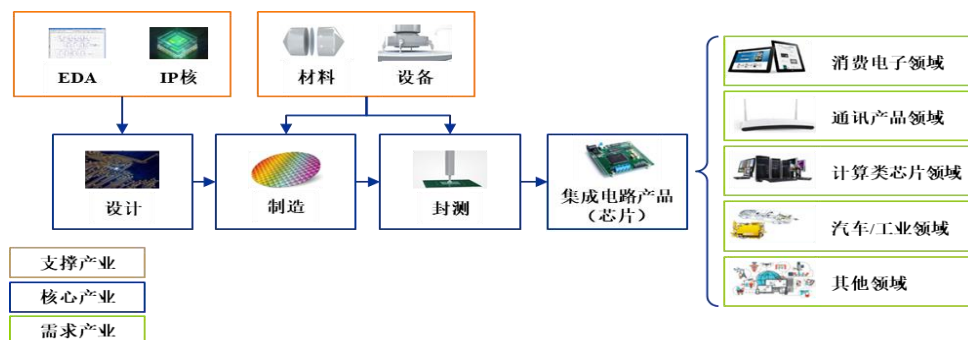 EDA
IP核
材料
设备
设计
制造
封测
集成电路产品
（芯片）
消费电子领域
通讯产品领域
计算类芯片领域
汽车/工业领域
其他领域
支撑产业
核心产业
需求产业